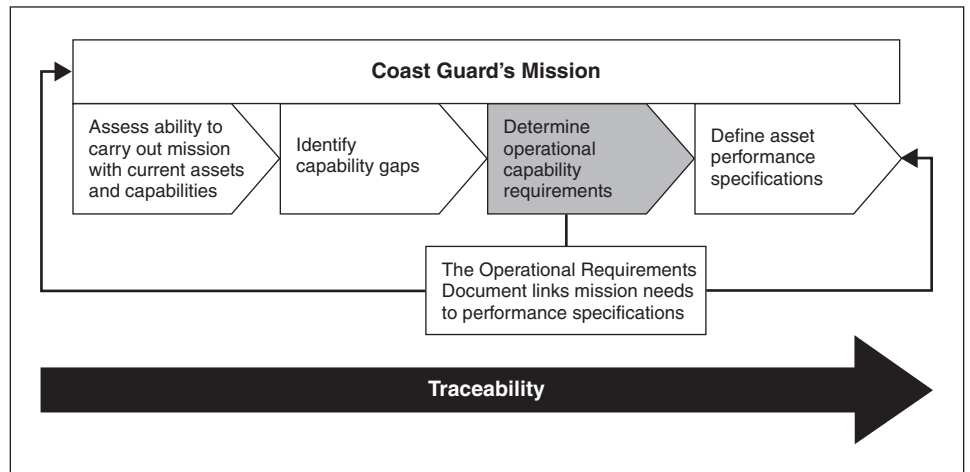 Coast Guard's Mission
Assess ability to
carry out mission
with current assets
and capabilities
Identify
capability gaps
Determine
operational
capability
requirements
Define asset
performance
specifications
The Operational Requirements
Document links mission needs
to performance specifications
Traceability